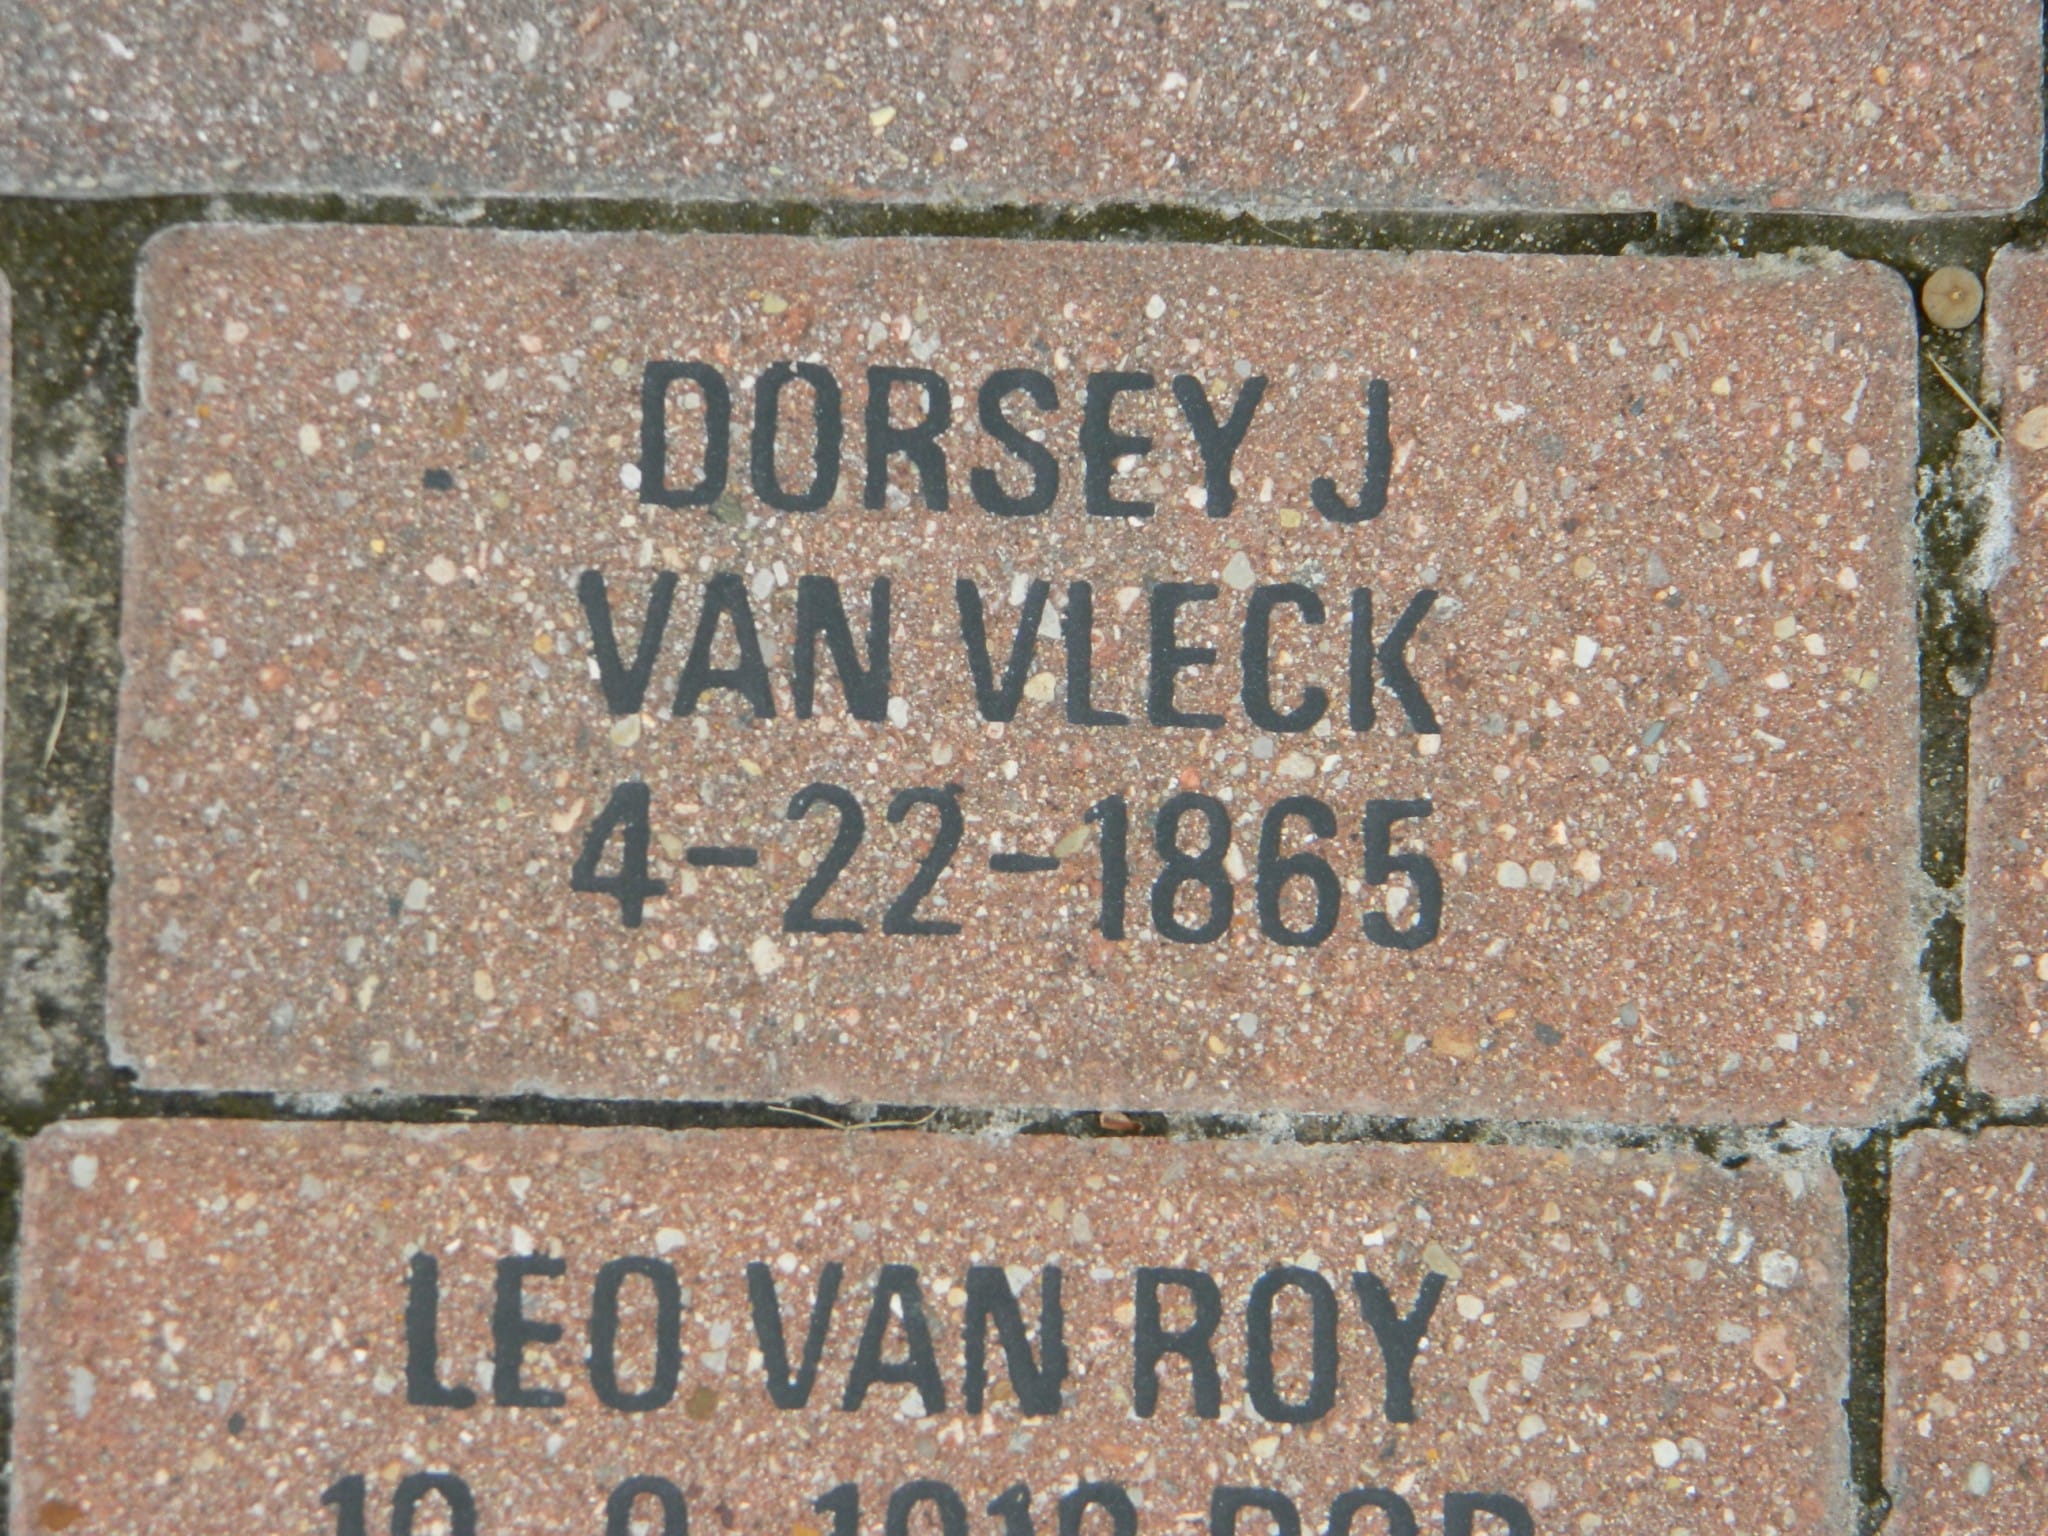 DORSEY J
VAN VLECK
4-22-1865
LEO VAN ROY